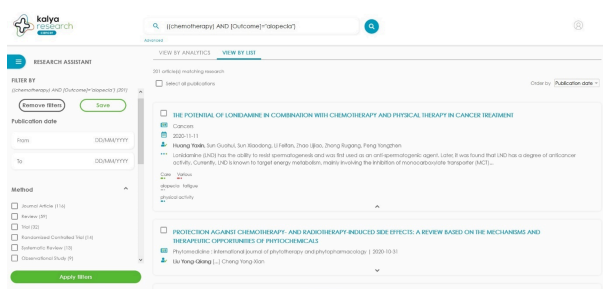 kalya
research
((chemotherapy) AND [Outcome]="alopecia")
Advanced
RESEARCH ASSISTANT
VIEW BY ANALYTICS VIEW BY LIST
201 article(s) matching research
Select all publications
Order by Publication date
FILTER BY
((chemotherapy) AND [Outcome]="alopecia") (201)
Remove filters Save
Publication date
From DD/MM/YYYY
To DD/MM/YYYY
Method
Journal Article (116)
Review (59)
Trial (32)
Randomized Controlled Trial (14)
Systematic Review (13)
Observational Study (9)
Apply filters
THE POTENTIAL OF LONIDAMINE IN COMBINATION WITH CHEMOTHERAPY AND PHYSICAL THERAPY IN CANCER TREATMENT
Cancers
2020-11-11
Huang Yaxin, Sun Guohui, Sun Xiaodong, Li Feifan, Zhao Lijiao, Zhong Rugang, Peng Yongzhen
Lonidamine (LND) has the ability to resist spermatogenesis and was first used as an anti-spermatogenic agent. Later, it was found that LND has a degree of anticancer
activity. Currently, LND is known to target energy metabolism, mainly involving the inhibition of monocarboxylate transporter (MCT)...
Care Various
alopecia fatigue
physical activity
PROTECTION AGAINST CHEMOTHERAPY- AND RADIOTHERAPY-INDUCED SIDE EFFECTS: A REVIEW BASED ON THE MECHANISMS AND
THERAPEUTIC OPPORTUNITIES OF PHYTOCHEMICALS
Phytomedicine : international journal of phytotherapy and phytopharmacology | 2020-10-31
Liu Yong-Qiang (...) Cheng Yong-Xian